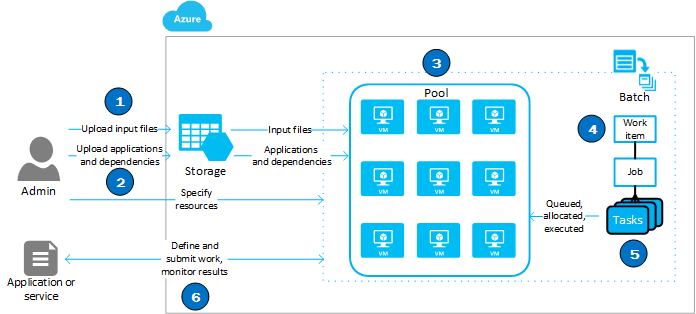 Azure
1
Upload input files
Upload applications
and dependencies
2
Admin
Storage
Input files
Applications
and dependencies
Specify
resources
Define and
submit work,
monitor results
6
Application or
service
3
Pool
VM
VM
VM
VM
VM
VM
VM
VM
VM
Batch
4
Work
item
Job
Tasks
5
Queued,
allocated,
executed